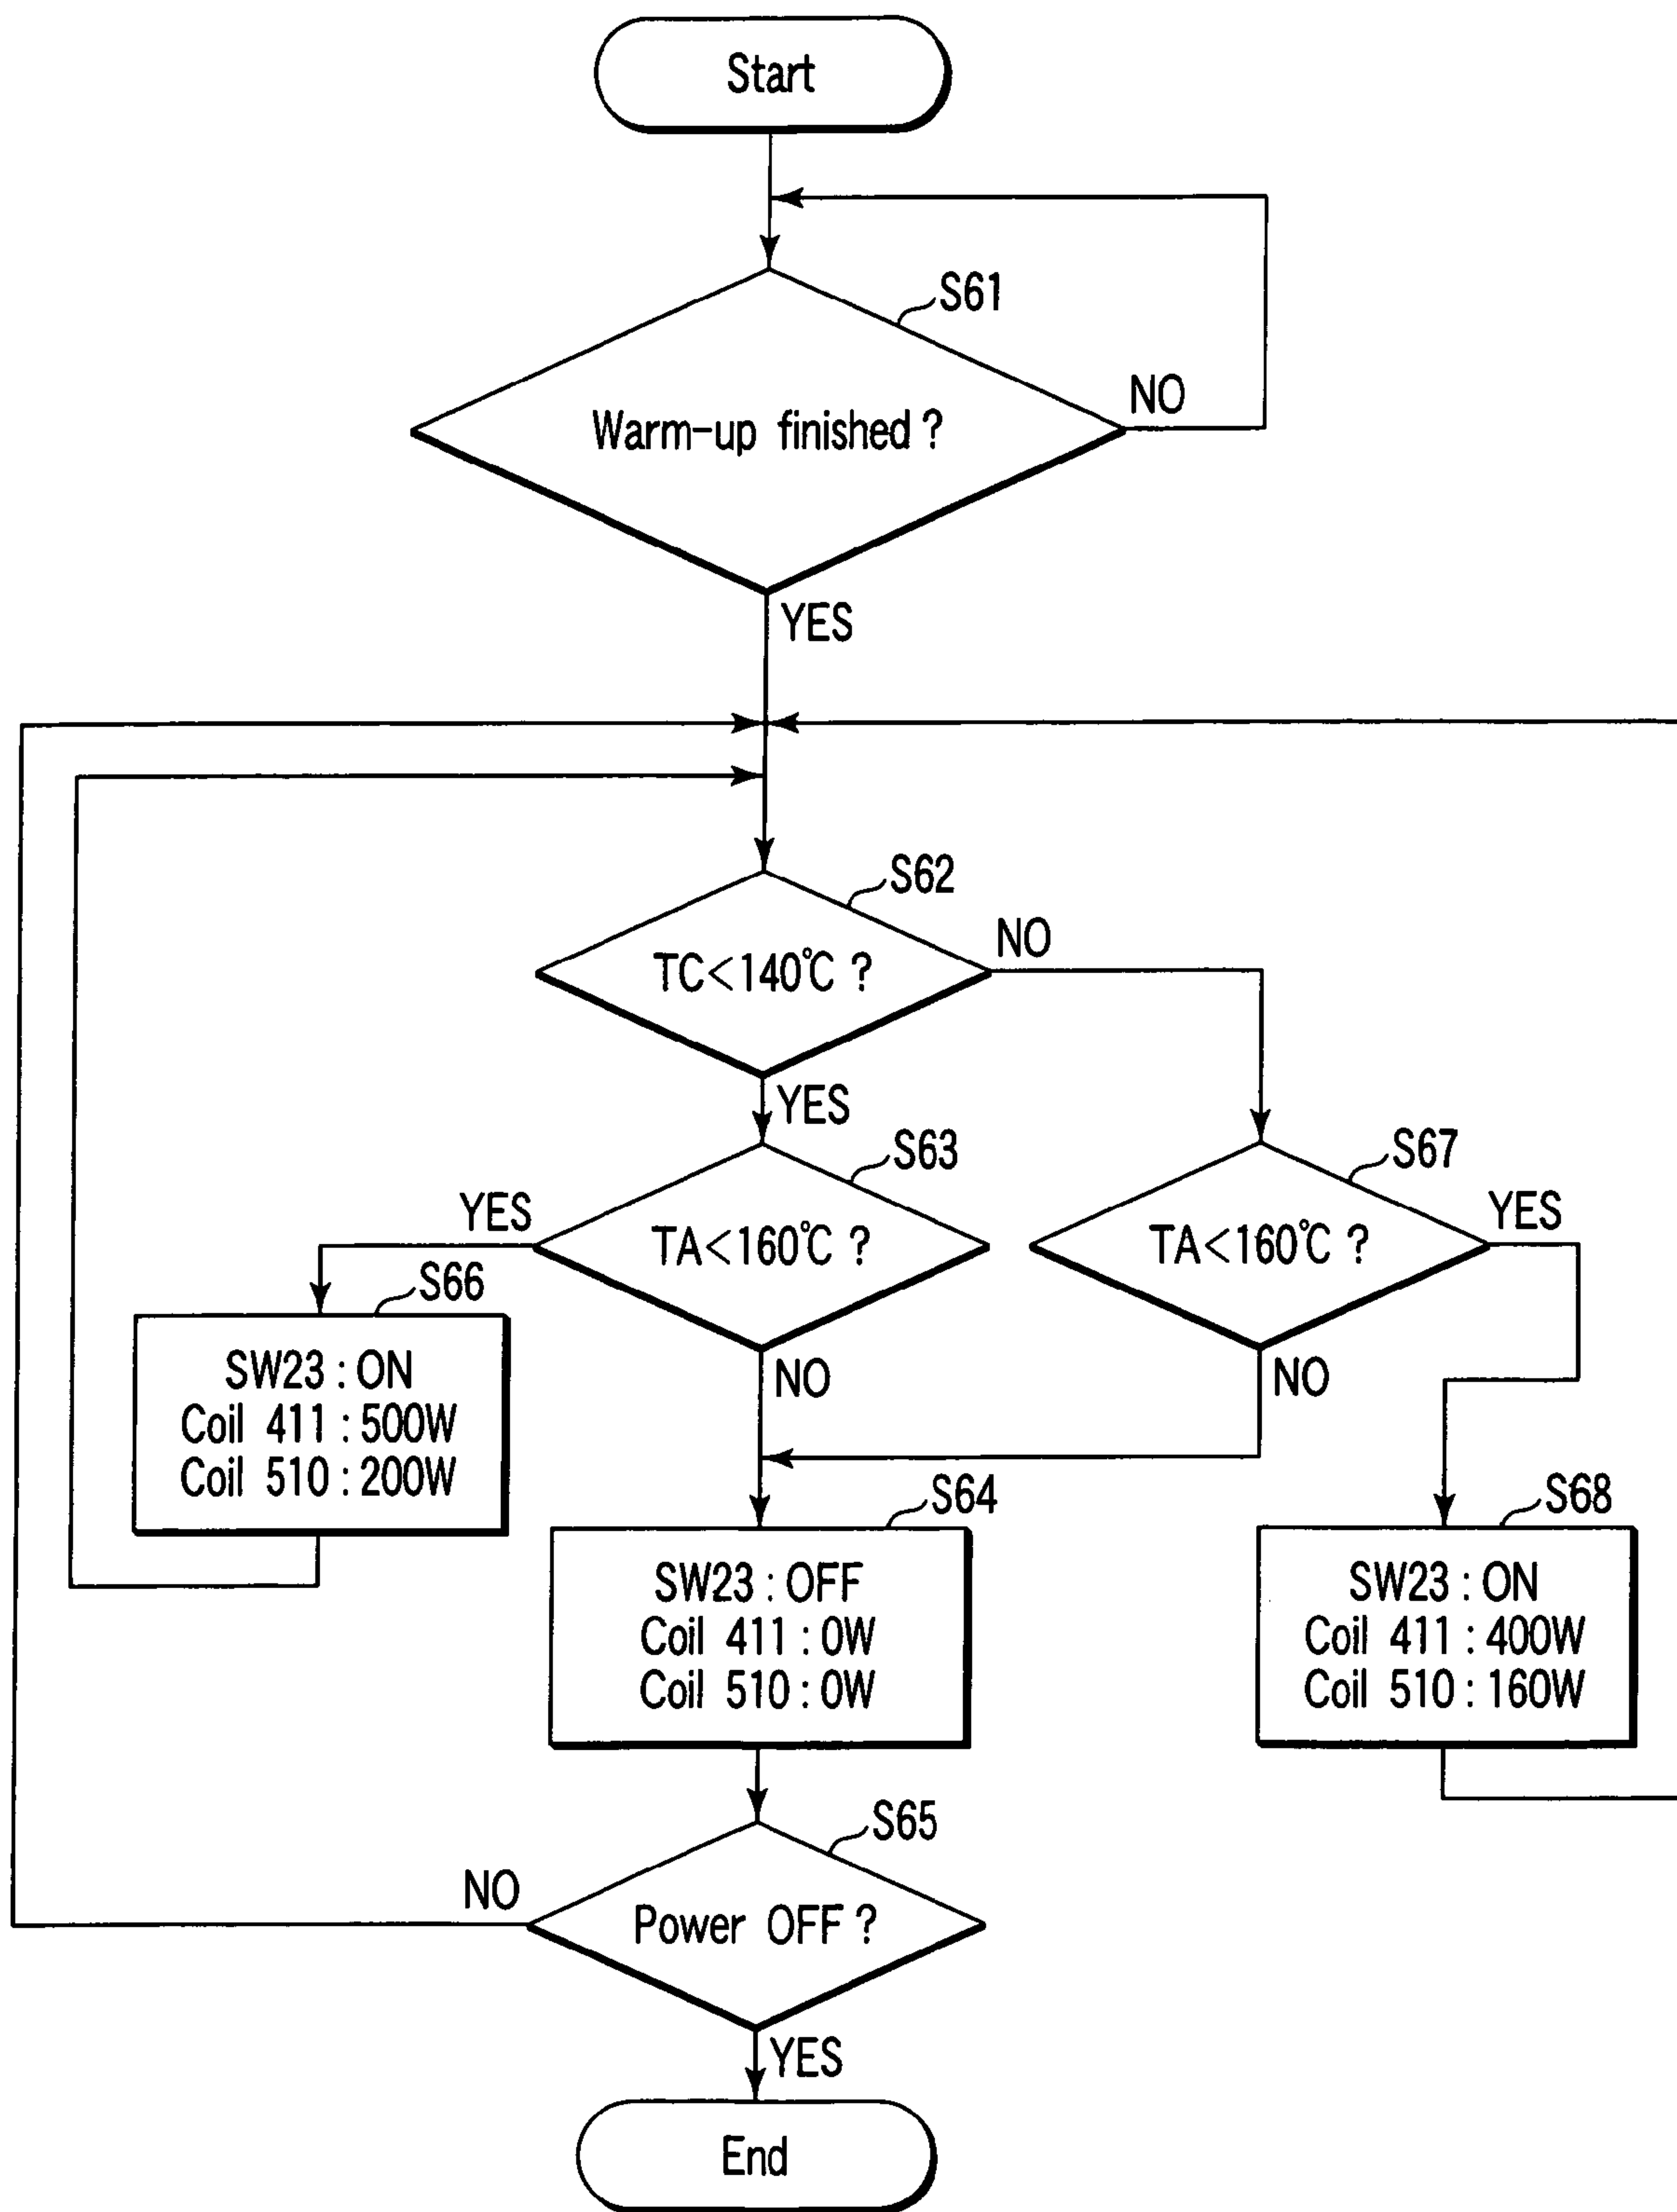 Start
S61
NO
Warm-up finished ?
YES
S62
NO
TC<140℃ ?
YES
S63
S67
YES
YES
TA<160℃ ?
TA<160℃ ?
S66
SW23 : ON
Coil 411 : 500W
Coil 510 : 200W
NO
NO
S64
S68
SW23 : OFF
Coil 411 : 0W
Coil 510 : 0W
SW23 : ON
Coil 411 : 400W
Coil 510 : 160W
S65
NO
Power OFF ?
YES
End